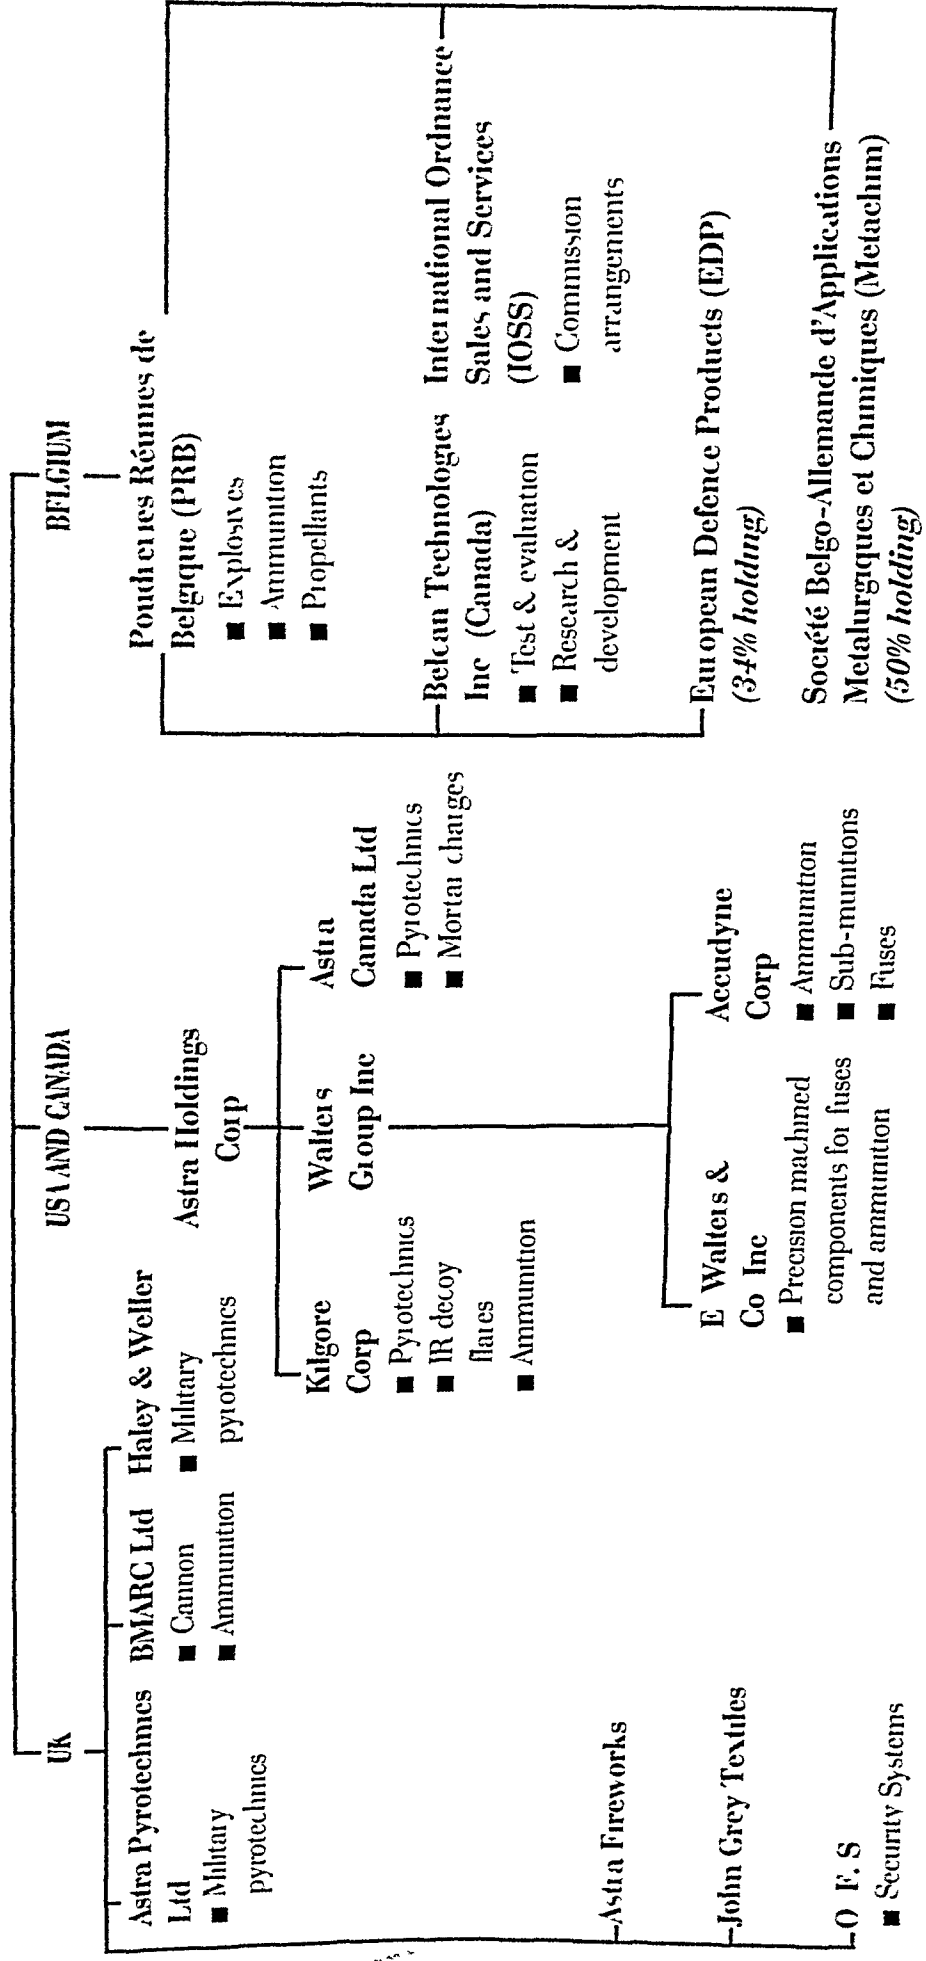 UK
Astra Pyrotechnics
Ltd
■ Military
pyrotechnics
BMARC Ltd
■ Cannon
■ Ammunition
Haley & Weller
■ Military
pyrotechnics
Astra Fireworks
John Grey Textiles
O E. S
■ Security Systems
USA AND CANADA
Astra Holdings
Corp
Kilgore
Corp
■ Pyrotechnics
■ IR decoy
flares
■ Ammunition
Walters
Group Inc
Astra
Canada Ltd
■ Pyrotechnics
■ Mortar charges
E Walters &
Co Inc
■ Precision machined
components for fuses
and ammunition
Accudyne
Corp
■ Ammunition
■ Sub-munitions
■ Fuses
BELGIUM
Poudreries Réunies de
Belgique (PRB)
■ Explosives
■ Ammunition
■ Propellants
Belcan Technologies
Inc (Canada)
■ Test & evaluation
■ Research &
development
International Ordnance
Sales and Services
(IOSS)
■ Commission
arrangements
European Defence Products (EDP)
(34% holding)
Société Belgo-Allemande d'Applications
Metalurgiques et Chimiques (Metachim)
(50% holding)